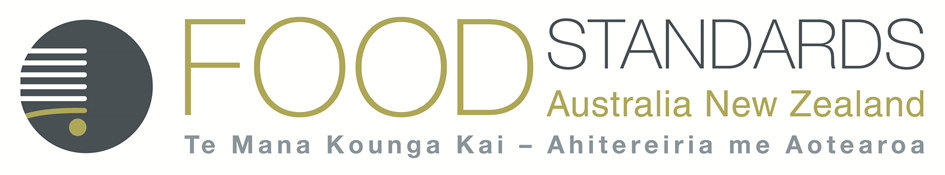 FOOD STANDARDS
Australia New Zealand
Te Mana Kounga Kai – Ahitereiria me Aotearoa